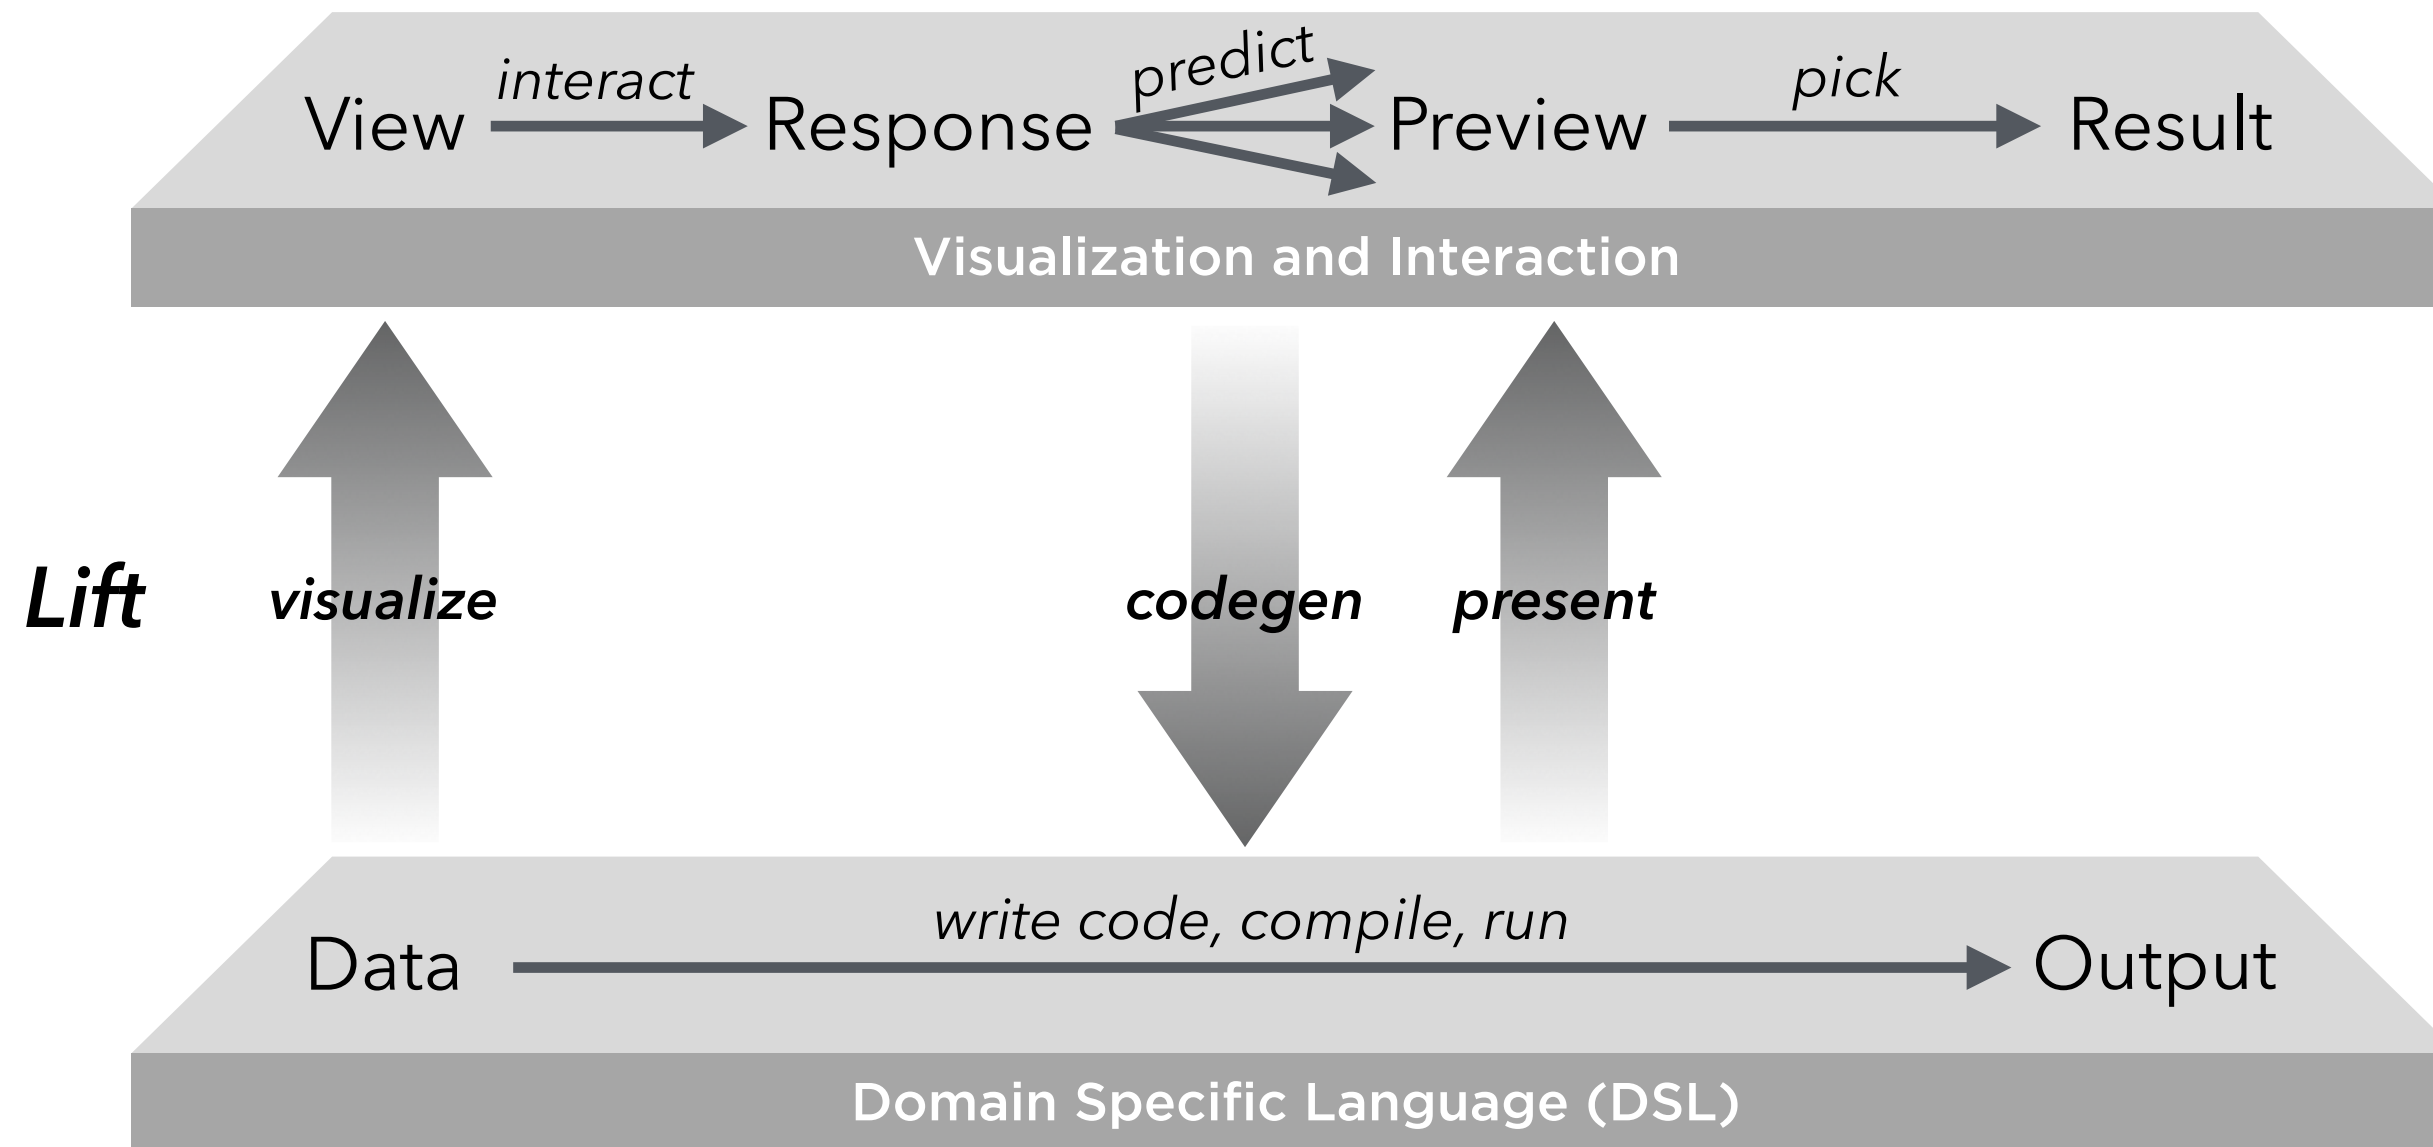 interact predict pick
View Response Preview Result
Visualization and Interaction
Lift visualize codegen present
write code, compile, run
Data Output
Domain Specific Language (DSL)